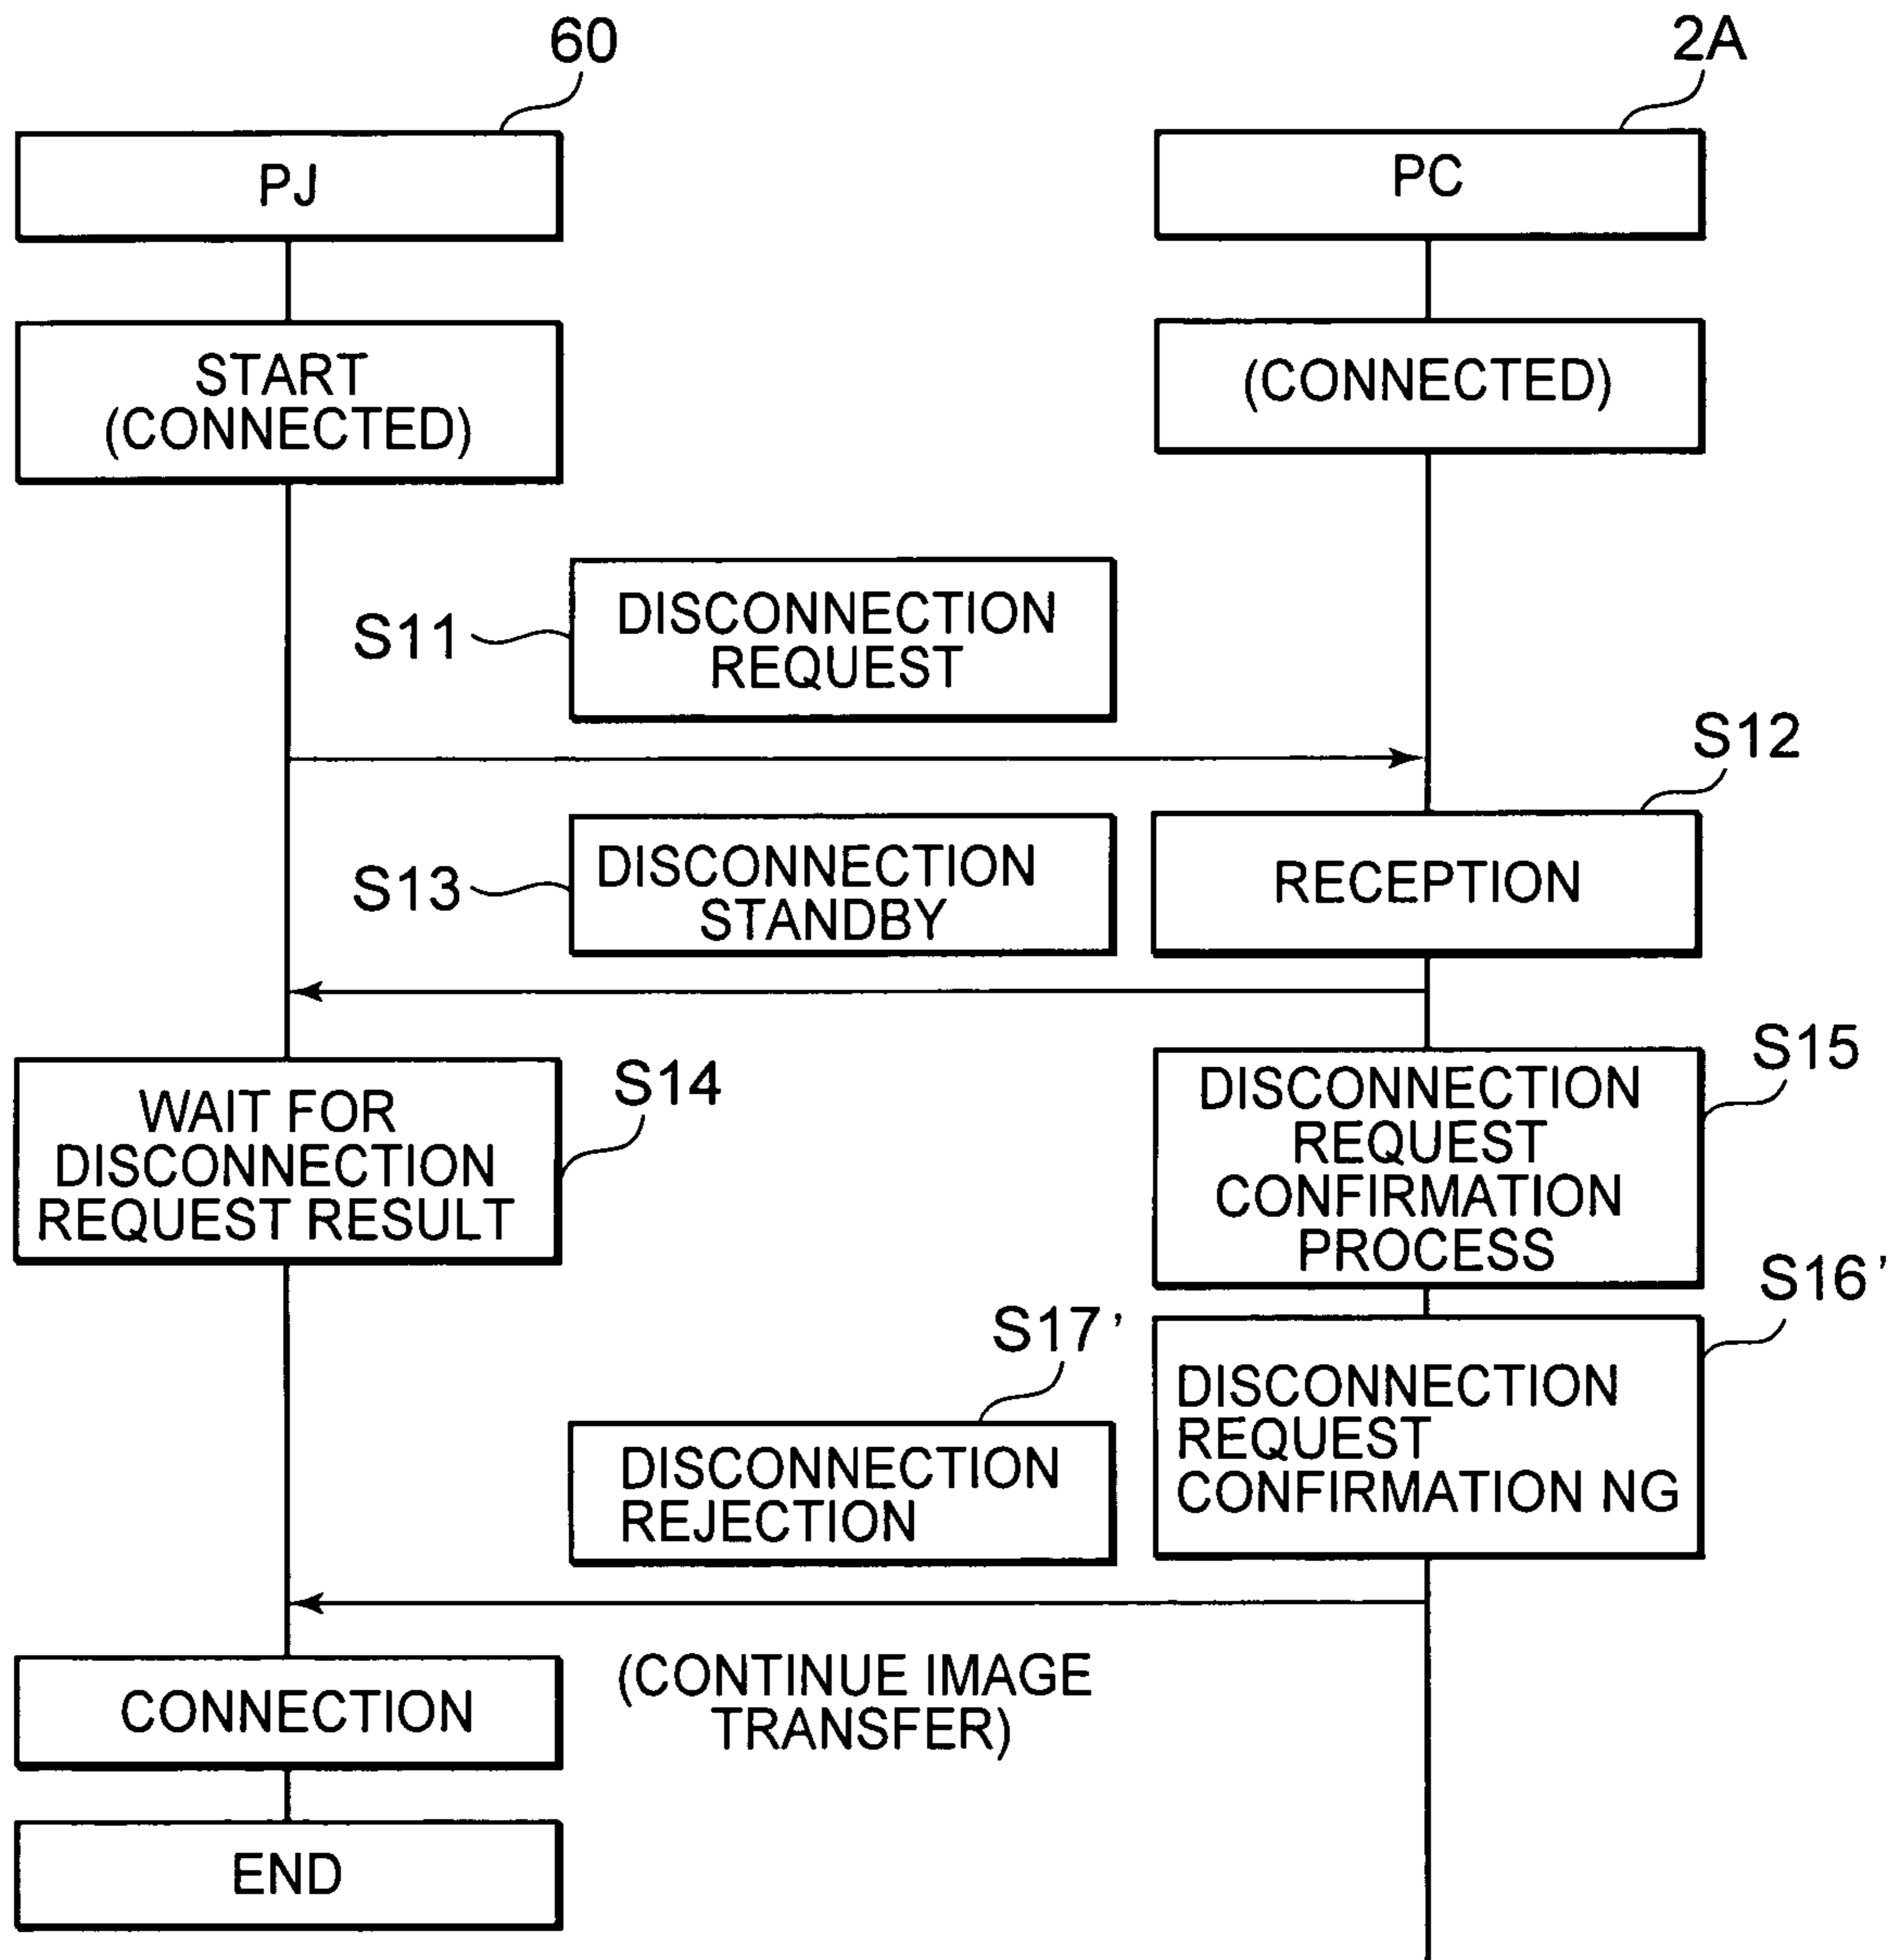 60
2A
PJ
PC
START
(CONNECTED)
(CONNECTED)
S11
DISCONNECTION
REQUEST
S12
S13
DISCONNECTION
STANDBY
RECEPTION
S14
WAIT FOR
DISCONNECTION
REQUEST RESULT
S15
DISCONNECTION
REQUEST
CONFIRMATION
PROCESS
S16'
S17'
DISCONNECTION
REQUEST
CONFIRMATION NG
DISCONNECTION
REJECTION
CONNECTION
(CONTINUE IMAGE
TRANSFER)
END